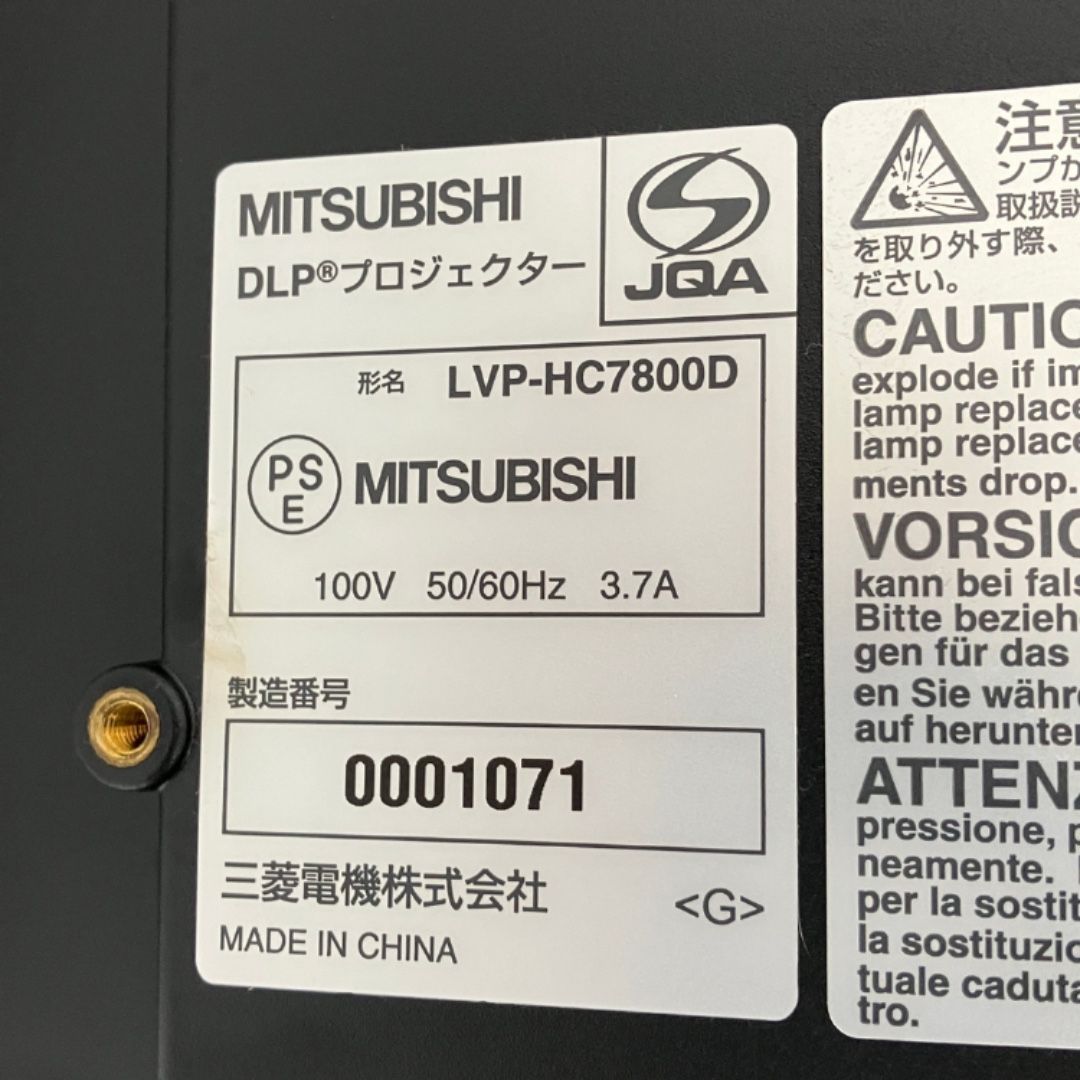 MITSUBISHI
DLP®プロジェクター
JQA
形名 LVP-HC7800D
PSE MITSUBISHI
100V 50/60Hz 3.7A
製造番号
0001071
三菱電機株式会社
<G>
MADE IN CHINA
注意
ンプが
取扱説
を取り外す際、
ださい。
CAUTIO
explode if im
lamp replace
lamp replace
ments drop.
VORSIC
kann bei fals
Bitte bezieh
gen für das
en Sie währe
auf herunter
ATTENZ
pressione, p
neamente.
per la sostit
la sostituzio
tuale caduta
tro.